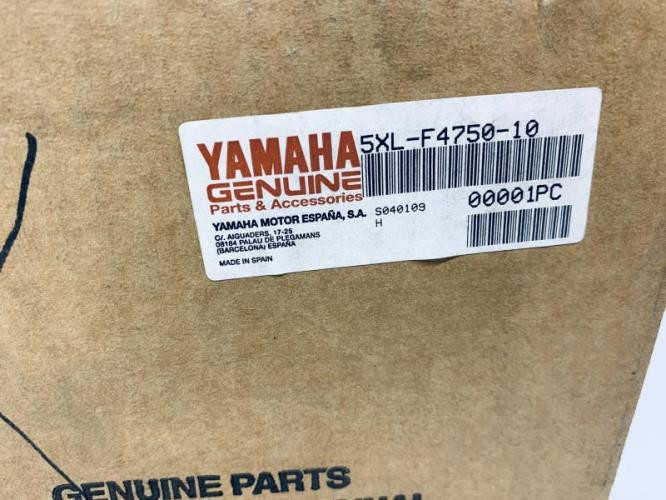 YAMAHA
GENUINE
Parts & Accessories
5XL-F4750-10
YAMAHA MOTOR ESPAÑA, S.A.
S040109
00001PC
H
C/. AIGUADERS, 17-25
08184 PALAU DE PLEGAMANS
(BARCELONA) ESPAÑA
MADE IN SPAIN
GENUINE PARTS